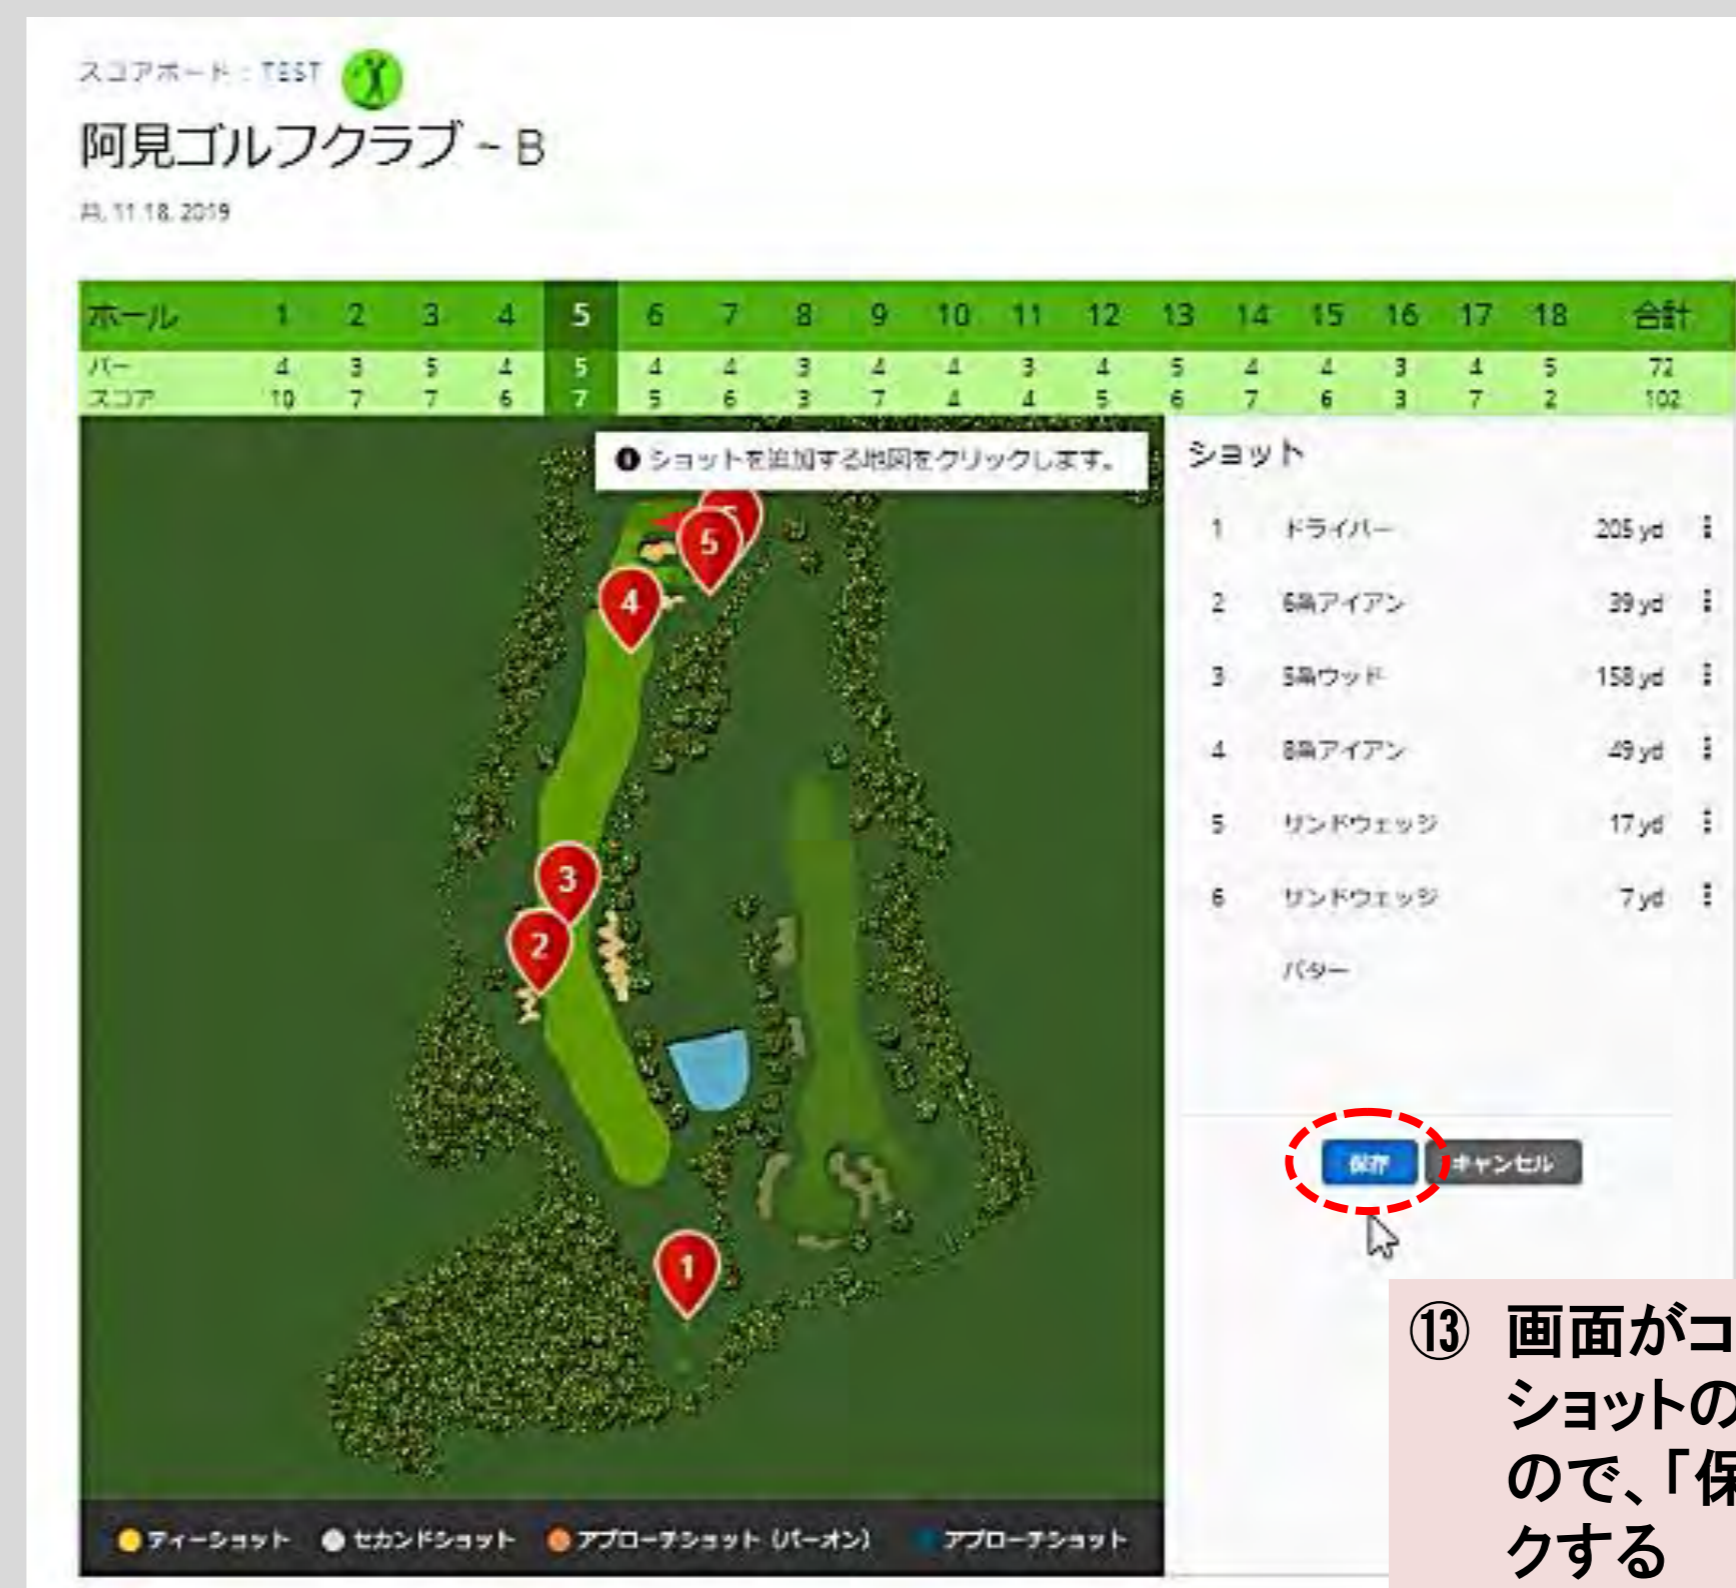 スコアボード : TEST
阿見ゴルフクラブ ~ B
月, 11 18, 2019
ホール 1 2 3 4 5 6 7 8 9 10 11 12 13 14 15 16 17 18 合計
パー 4 3 5 4 5 4 4 3 4 4 3 4 5 4 4 3 4 5 72
スコア 10 7 7 6 7 5 6 3 7 4 4 5 6 7 6 3 7 2 102
ショットを追加する地図をクリックします。
ショット
1 ドライバー 205 yd
2 6番アイアン 39 yd
3 5番ウッド 158 yd
4 8番アイアン 49 yd
5 サンドウェッジ 17 yd
6 サンドウェッジ 7 yd
パター
5
4
3
2
1
保存 キャンセル
ティーショット セカンドショット アプローチショット (パーオン) アプローチショット
⑬ 画面がコ
ショットの
ので、「保
クする